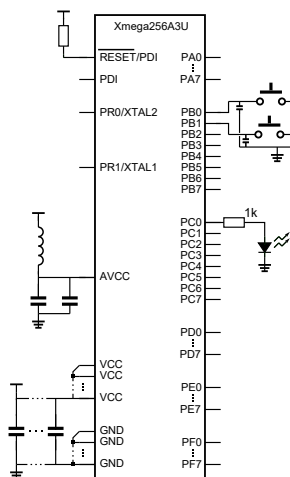 Xmega256A3U
RESET/PDI
PDI
PR0/XTAL2
PR1/XTAL1
AVCC
VCC
VCC
VCC
GND
GND
GND
PA0
PA7
PB0
PB1
PB2
PB3
PB4
PB5
PB6
PB7
PC0
1k
PC1
PC2
PC3
PC4
PC5
PC6
PC7
PD0
PD7
PE0
PE7
PF0
PF7